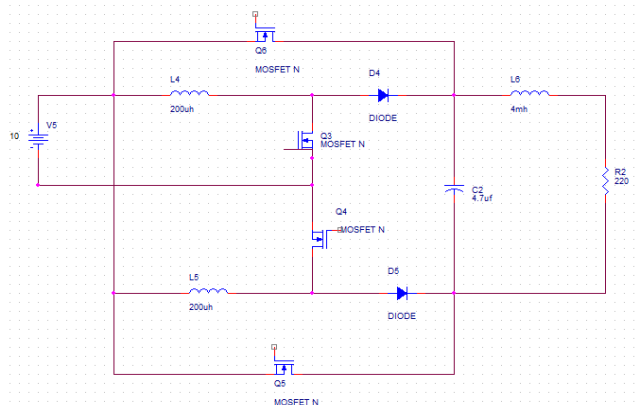 Q6
MOSFET N
L4
200uh
D4
DIODE
L6
4mh
V5
10
+
-
Q3
MOSFET N
R2
220
C2
4.7uf
Q4
MOSFET N
L5
200uh
D5
DIODE
Q5
MOSFET N